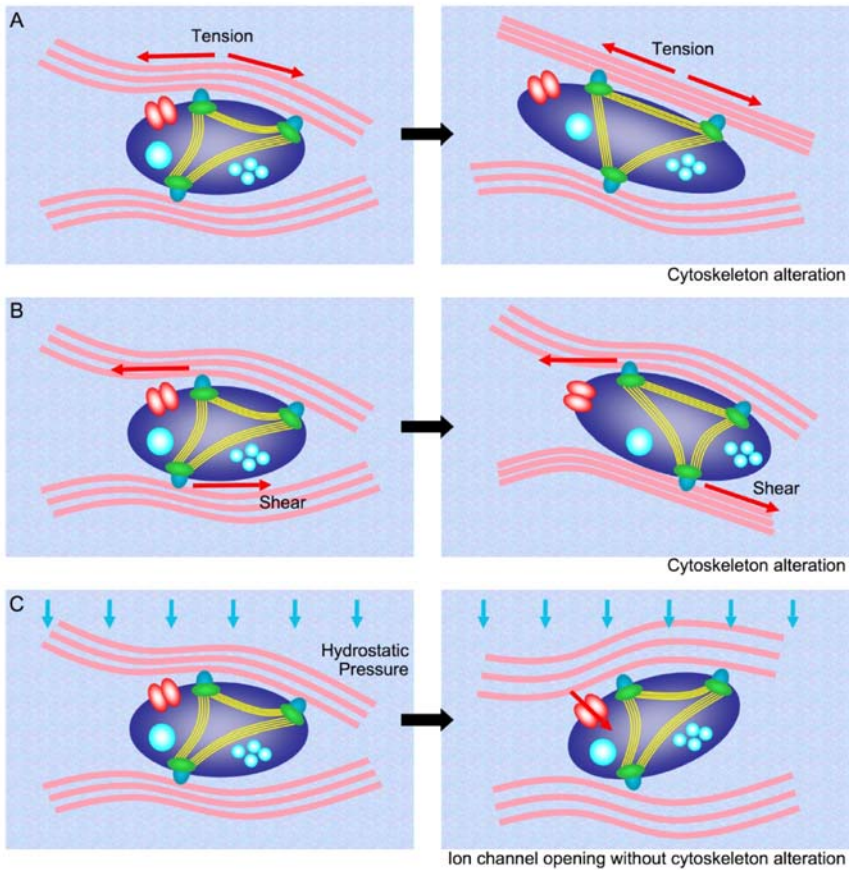 A
Tension
Tension
Cytoskeleton alteration
B
Shear
Shear
Cytoskeleton alteration
C
Hydrostatic
Pressure
Ion channel opening without cytoskeleton alteration